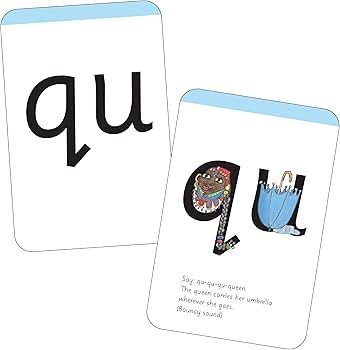 qu
qu
Say: qu-qu-qu-queen
The queen carries her umbrella
wherever she goes.
(Bouncy sound)